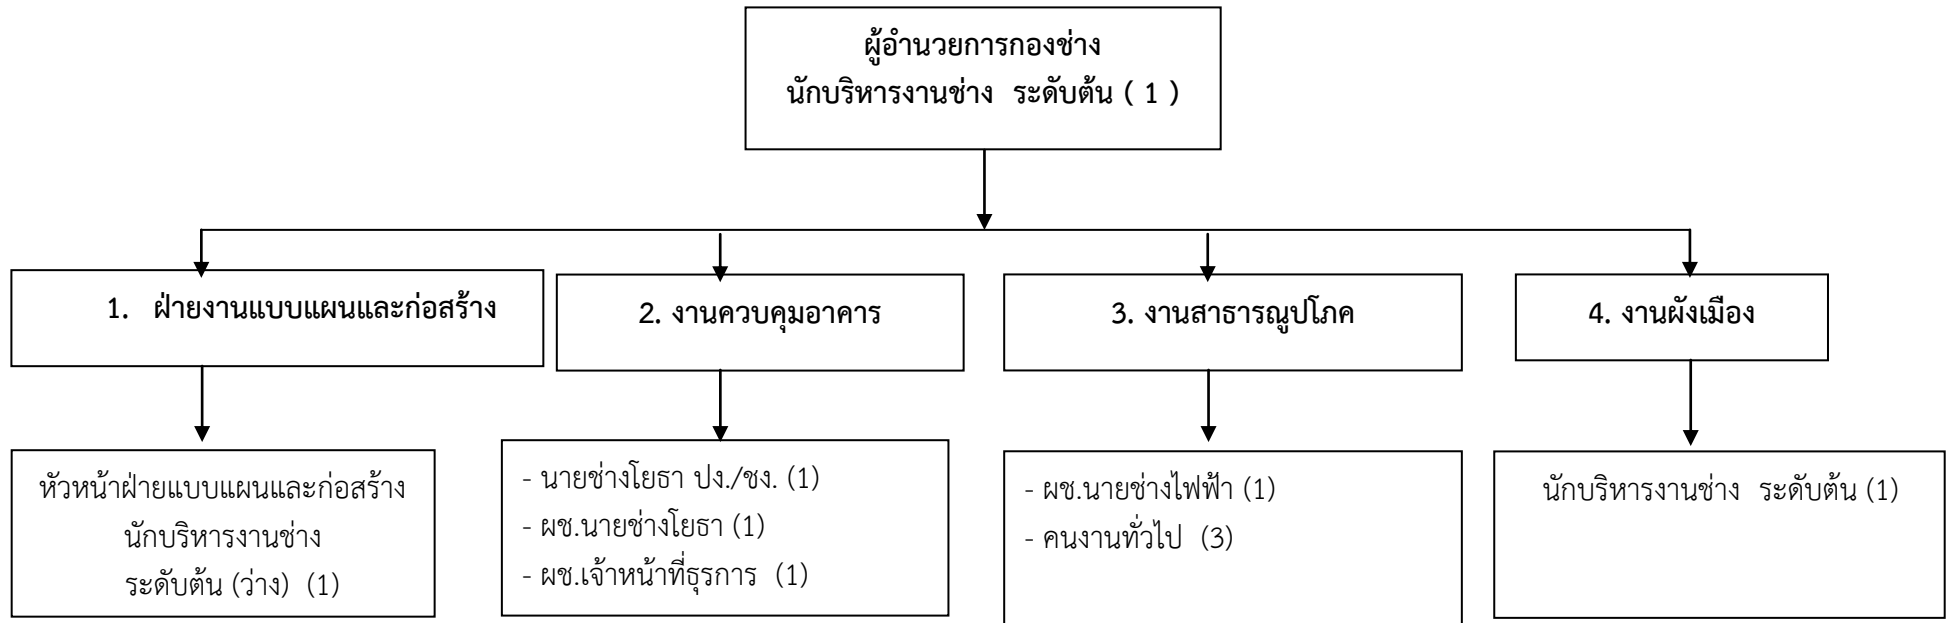 ผู้อำนวยการกองช่าง
นักบริหารงานช่าง ระดับต้น ( 1 )
1. ฝ่ายงานแบบแผนและก่อสร้าง
2. งานควบคุมอาคาร
3. งานสาธารณูปโภค
4. งานผังเมือง
หัวหน้าฝ่ายแบบแผนและก่อสร้าง
นักบริหารงานช่าง
ระดับต้น (ว่าง) (1)
- นายช่างโยธา ปง./ชง. (1)
- ผช.นายช่างโยธา (1)
- ผช.เจ้าหน้าที่ธุรการ (1)
- ผช.นายช่างไฟฟ้า (1)
- คนงานทั่วไป (3)
นักบริหารงานช่าง ระดับต้น (1)